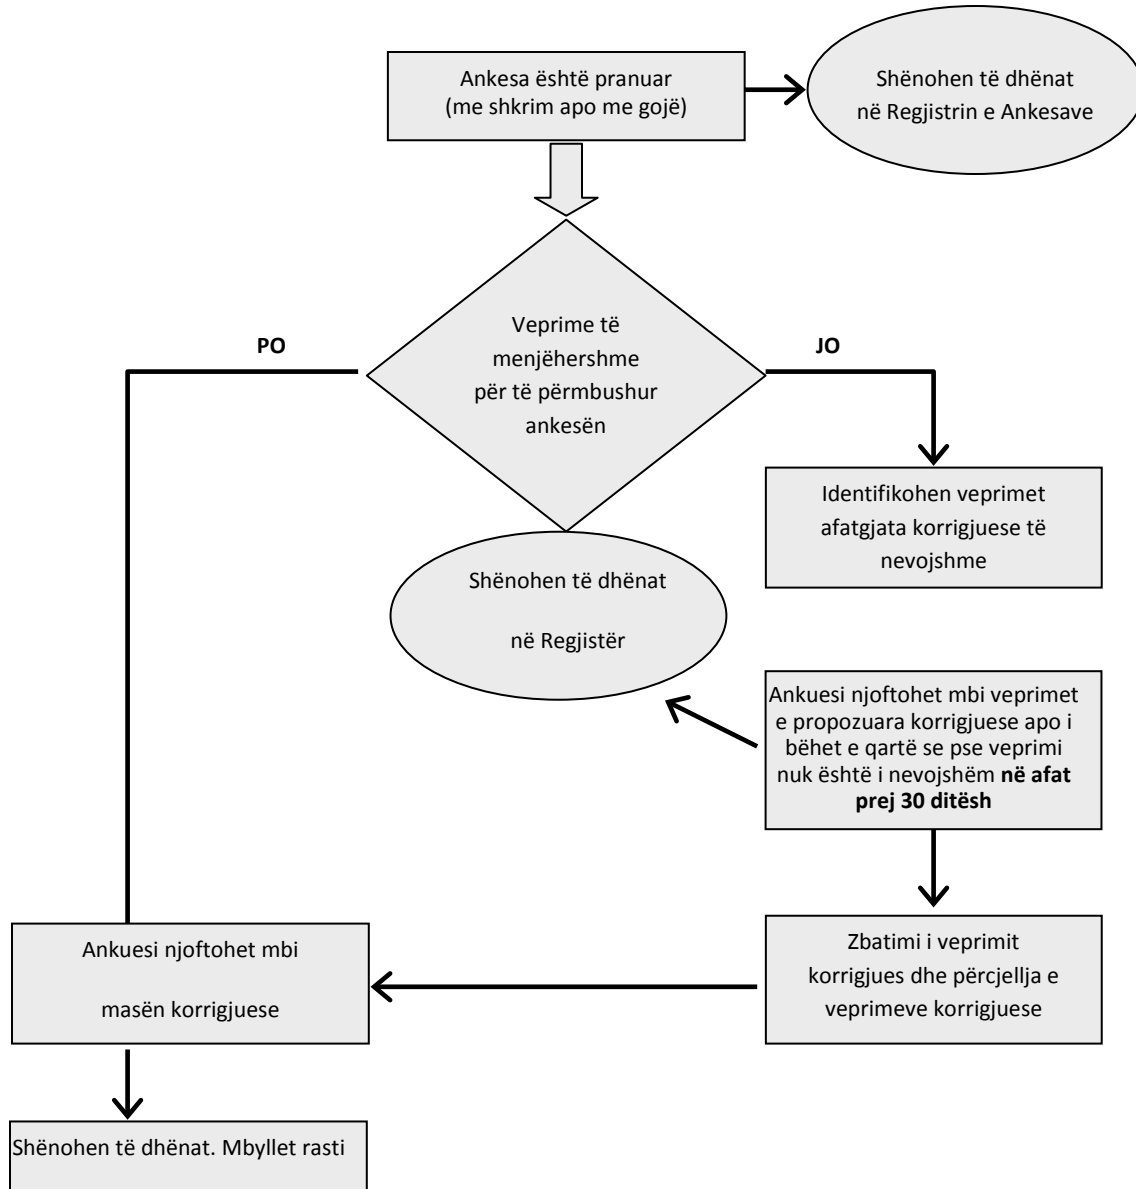 Ankesa është pranuar
(me shkrim apo me gojë)
Shënohen të dhënat
në Regjistrin e Ankesave
Veprime të
menjëhershme
për të përmbushur
ankesën
PO
JO
Identifikohen veprimet
afatgjata korrigjuese të
nevojshme
Shënohen të dhënat
në Regjistër
Ankuesi njoftohet mbi veprimet
e propozuara korrigjuese apo i
bëhet e qartë se pse veprimi
nuk është i nevojshëm në afat
prej 30 ditësh
Zbatimi i veprimit
korrigjues dhe përcjellja e
veprimeve korrigjuese
Ankuesi njoftohet mbi
masën korrigjuese
Shënohen të dhënat. Mbyllet rasti